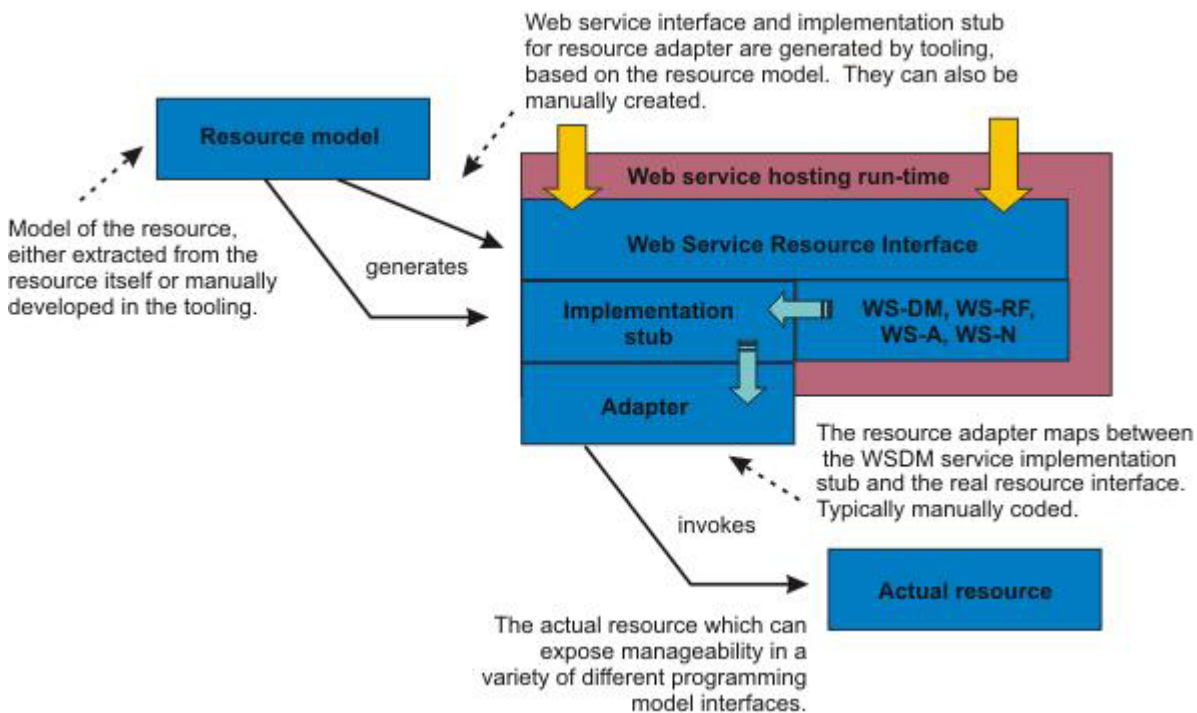 Web service interface and implementation stub
for resource adapter are generated by tooling,
based on the resource model.  They can also be
manually created.
Resource model
Web service hosting run-time
Model of the resource,
either extracted from the
resource itself or manually
developed in the tooling.
Web Service Resource Interface
generates
Implementation
stub
WS-DM, WS-RF,
WS-A, WS-N
Adapter
The resource adapter maps between
the WSDM service implementation
stub and the real resource interface.
Typically manually coded.
invokes
Actual resource
The actual resource which can
expose manageability in a
variety of different programming
model interfaces.